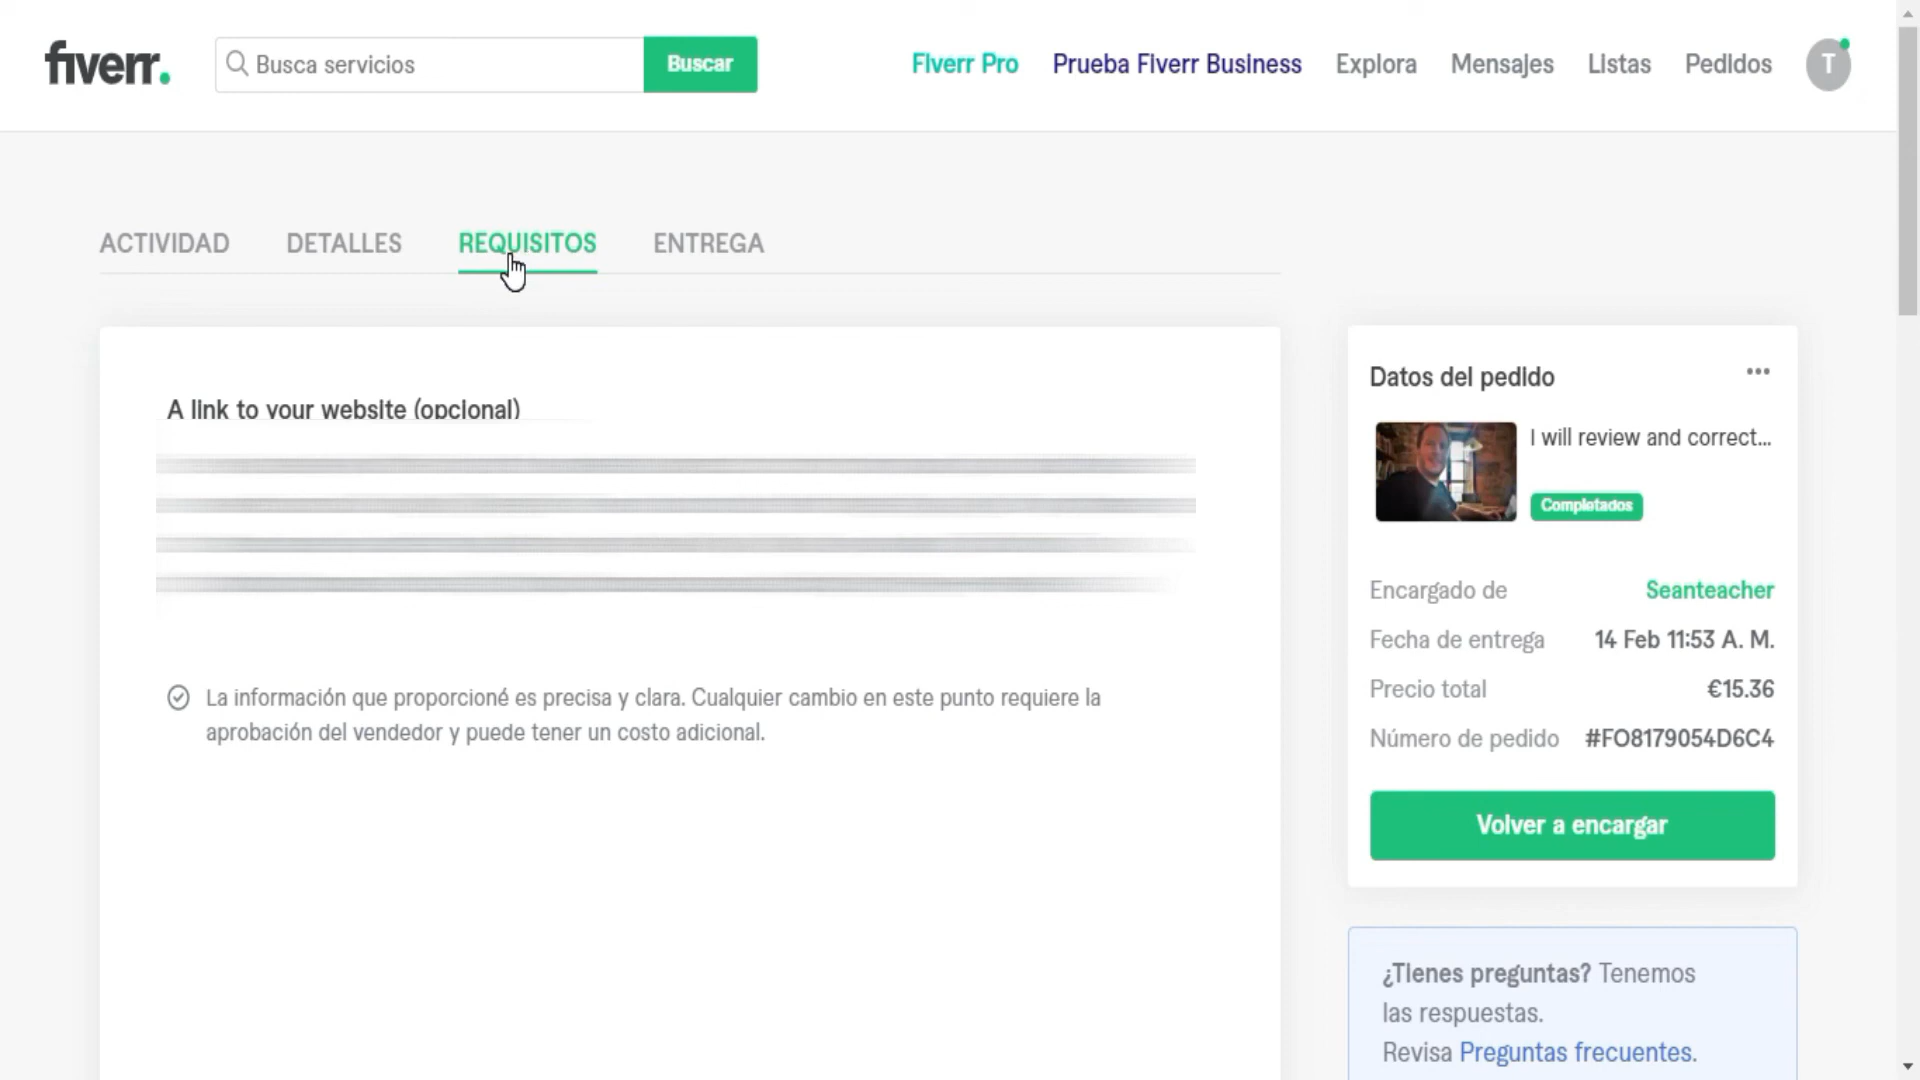 fiverr.
Busca servicios
Buscar
Fiverr Pro
Prueba Fiverr Business
Explora
Mensajes
Listas
Pedidos
T
ACTIVIDAD
DETALLES
REQUISITOS
ENTREGA
A link to your website (opcional)
La información que proporcioné es precisa y clara. Cualquier cambio en este punto requiere la
aprobación del vendedor y puede tener un costo adicional.
Datos del pedido
I will review and correct...
Completados
Encargado de Seanteacher
Fecha de entrega 14 Feb 11:53 A. M.
Precio total €15.36
Número de pedido #FO8179054D6C4
Volver a encargar
¿Tienes preguntas? Tenemos
las respuestas.
Revisa Preguntas frecuentes.